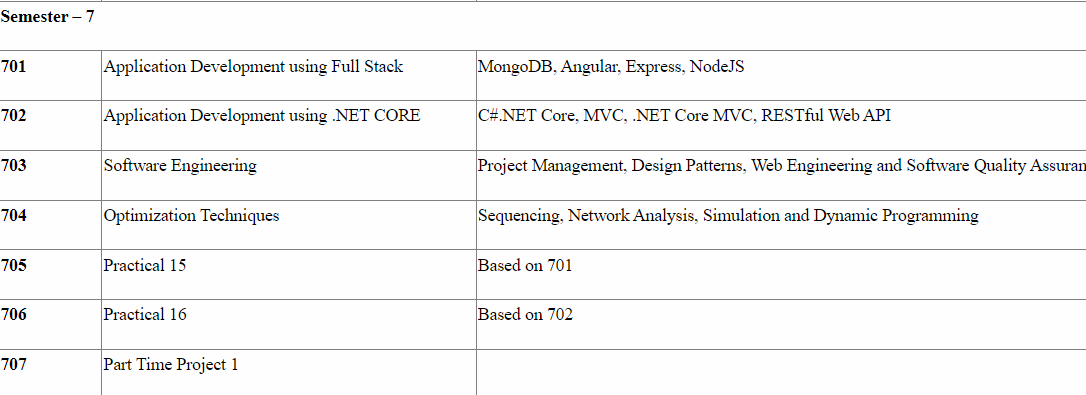 Semester – 7
701 Application Development using Full Stack MongoDB, Angular, Express, NodeJS
702 Application Development using .NET CORE C#.NET Core, MVC, .NET Core MVC, RESTful Web API
703 Software Engineering Project Management, Design Patterns, Web Engineering and Software Quality Assuran
704 Optimization Techniques Sequencing, Network Analysis, Simulation and Dynamic Programming
705 Practical 15 Based on 701
706 Practical 16 Based on 702
707 Part Time Project 1